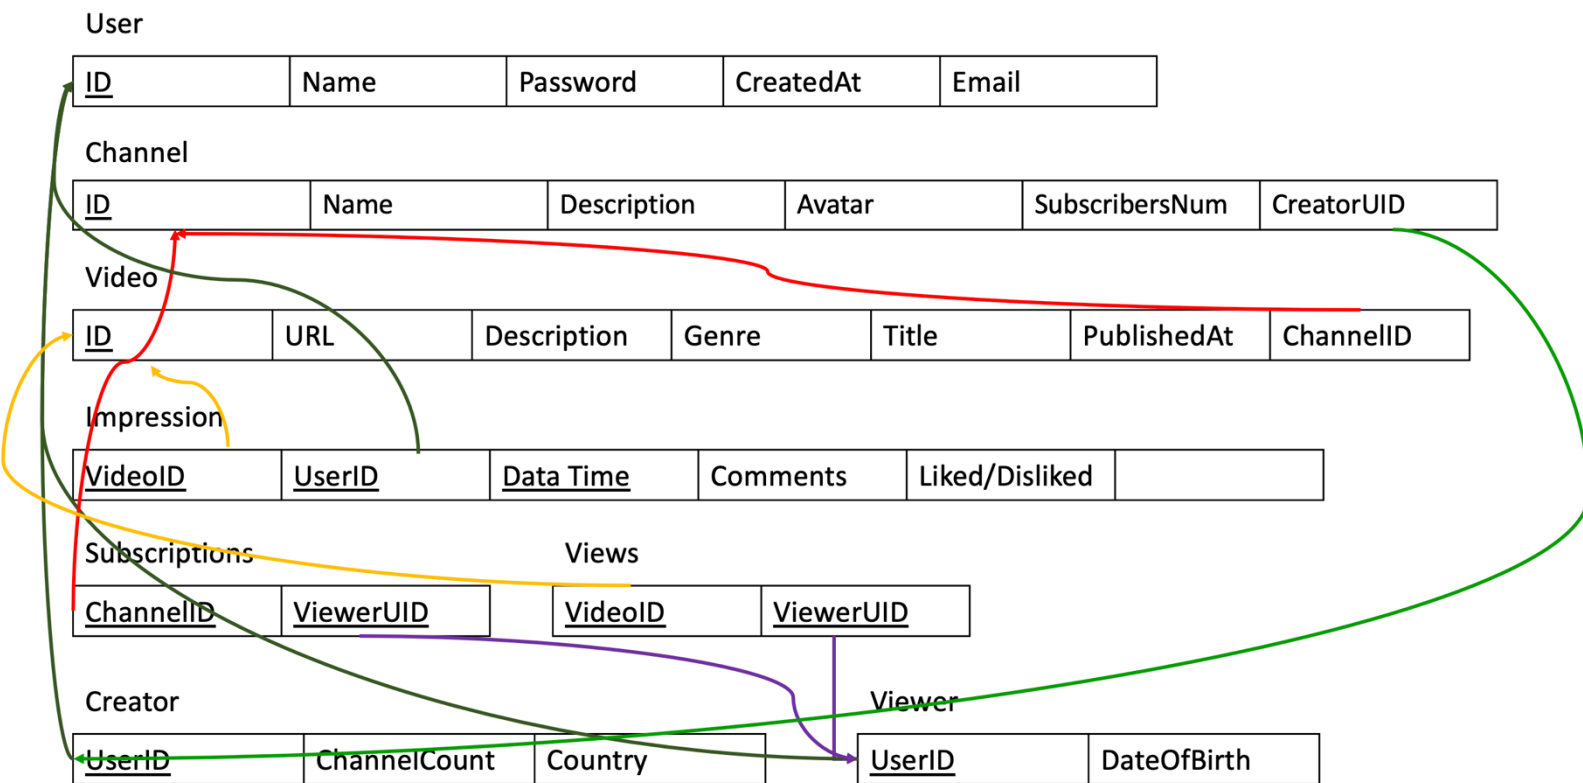 User
ID Name Password CreatedAt Email
Channel
ID Name Description Avatar SubscribersNum CreatorUID
Video
ID URL Description Genre Title PublishedAt ChannelID
Impression
VideoID UserID Data Time Comments Liked/Disliked
Subscriptions Views
ChannelID ViewerUID VideoID ViewerUID
Creator Viewer
UserID ChannelCount Country UserID DateOfBirth